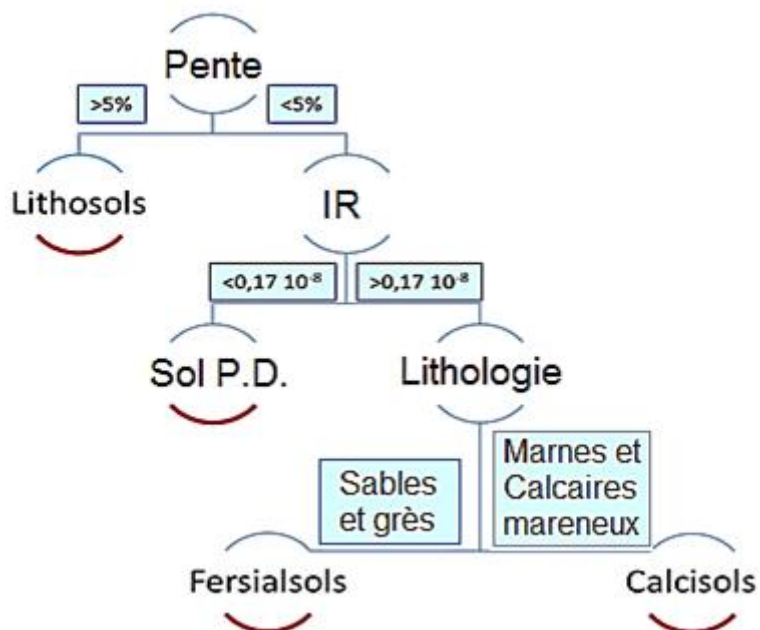 Pente
>5%
<5%
Lithosols
IR
<0,17 10⁻⁸
>0,17 10⁻⁸
Sol P.D.
Lithologie
Sables
et grès
Marnes et
Calcaires
mareneux
Fersialsols
Calcisols